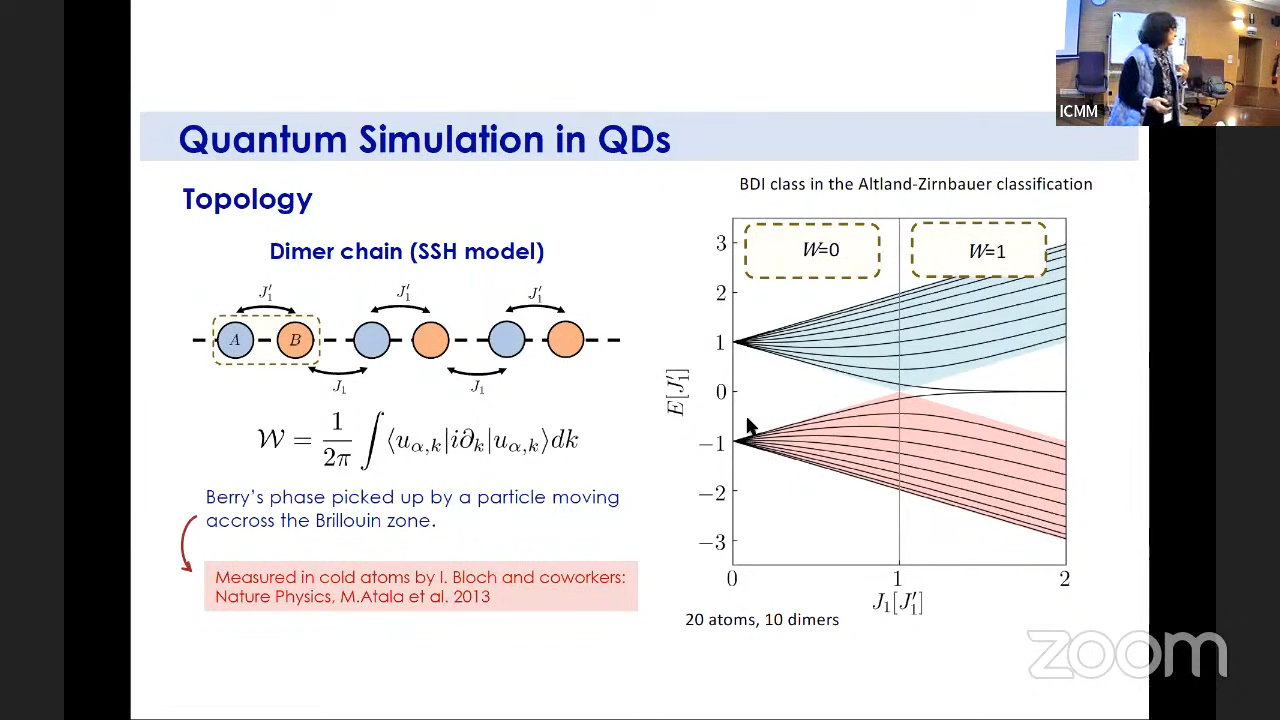 ICMM
Quantum Simulation in QDs
Topology
Dimer chain (SSH model)
J₁′ J₁′ J₁′
A B
J₁ J₁
𝒲 = 1/2π ∫ ⟨u_{α,k}|i∂_k|u_{α,k}⟩dk
Berry's phase picked up by a particle moving
accross the Brillouin zone.
Measured in cold atoms by I. Bloch and coworkers:
Nature Physics, M.Atala et al. 2013
BDI class in the Altland-Zirnbauer classification
W=0 W=1
3
2
1
0
−1
−2
−3
E[J₁′]
0 1 2
J₁[J₁′]
20 atoms, 10 dimers
zoom